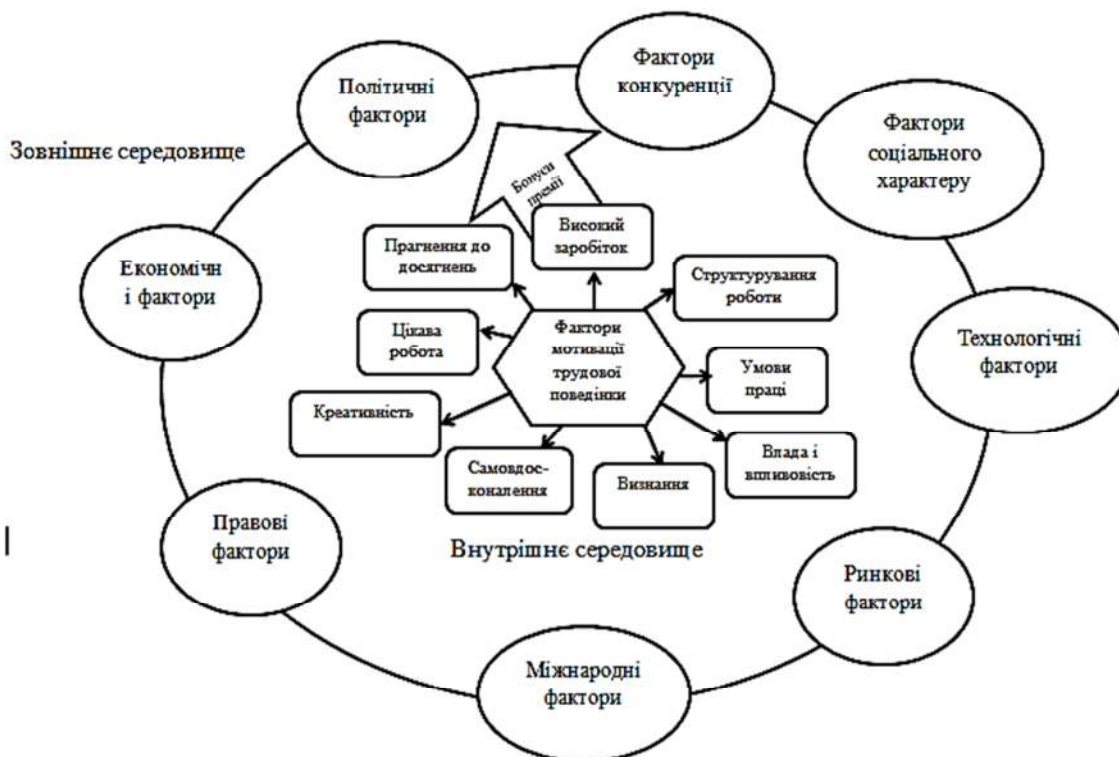 Фактори
конкуренції
Політичні
фактори
Зовнішнє середовище
Фактори
соціального
характеру
Бонуси
премії
Високий
заробіток
Прагнення до
досягнень
Економічн
і фактори
Структурування
роботи
Цікава
робота
Фактори
мотивації
трудової
поведінки
Технологічні
фактори
Умови
праці
Креативність
Влада і
впливовість
Самовдос-
коналення
Визнання
Правові
фактори
Внутрішнє середовище
Ринкові
фактори
Міжнародні
фактори